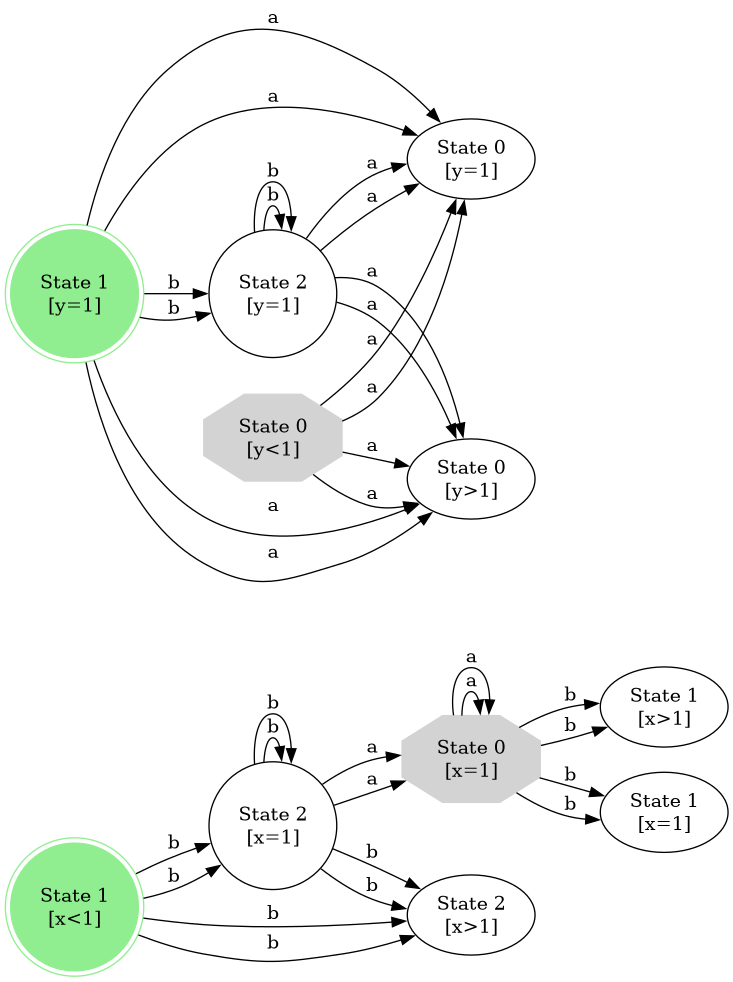 a
a
State 0
[y=1]
a
b
b
a
State 1
[y=1]
b
b
State 2
[y=1]
a
a
a
a
State 0
[y<1]
a
a
State 0
[y>1]
a
a
a
a
b
b
State 1
[x>1]
b
b
State 0
[x=1]
a
a
b
b
State 1
[x=1]
State 2
[x=1]
b
b
b
b
State 1
[x<1]
b
b
State 2
[x>1]